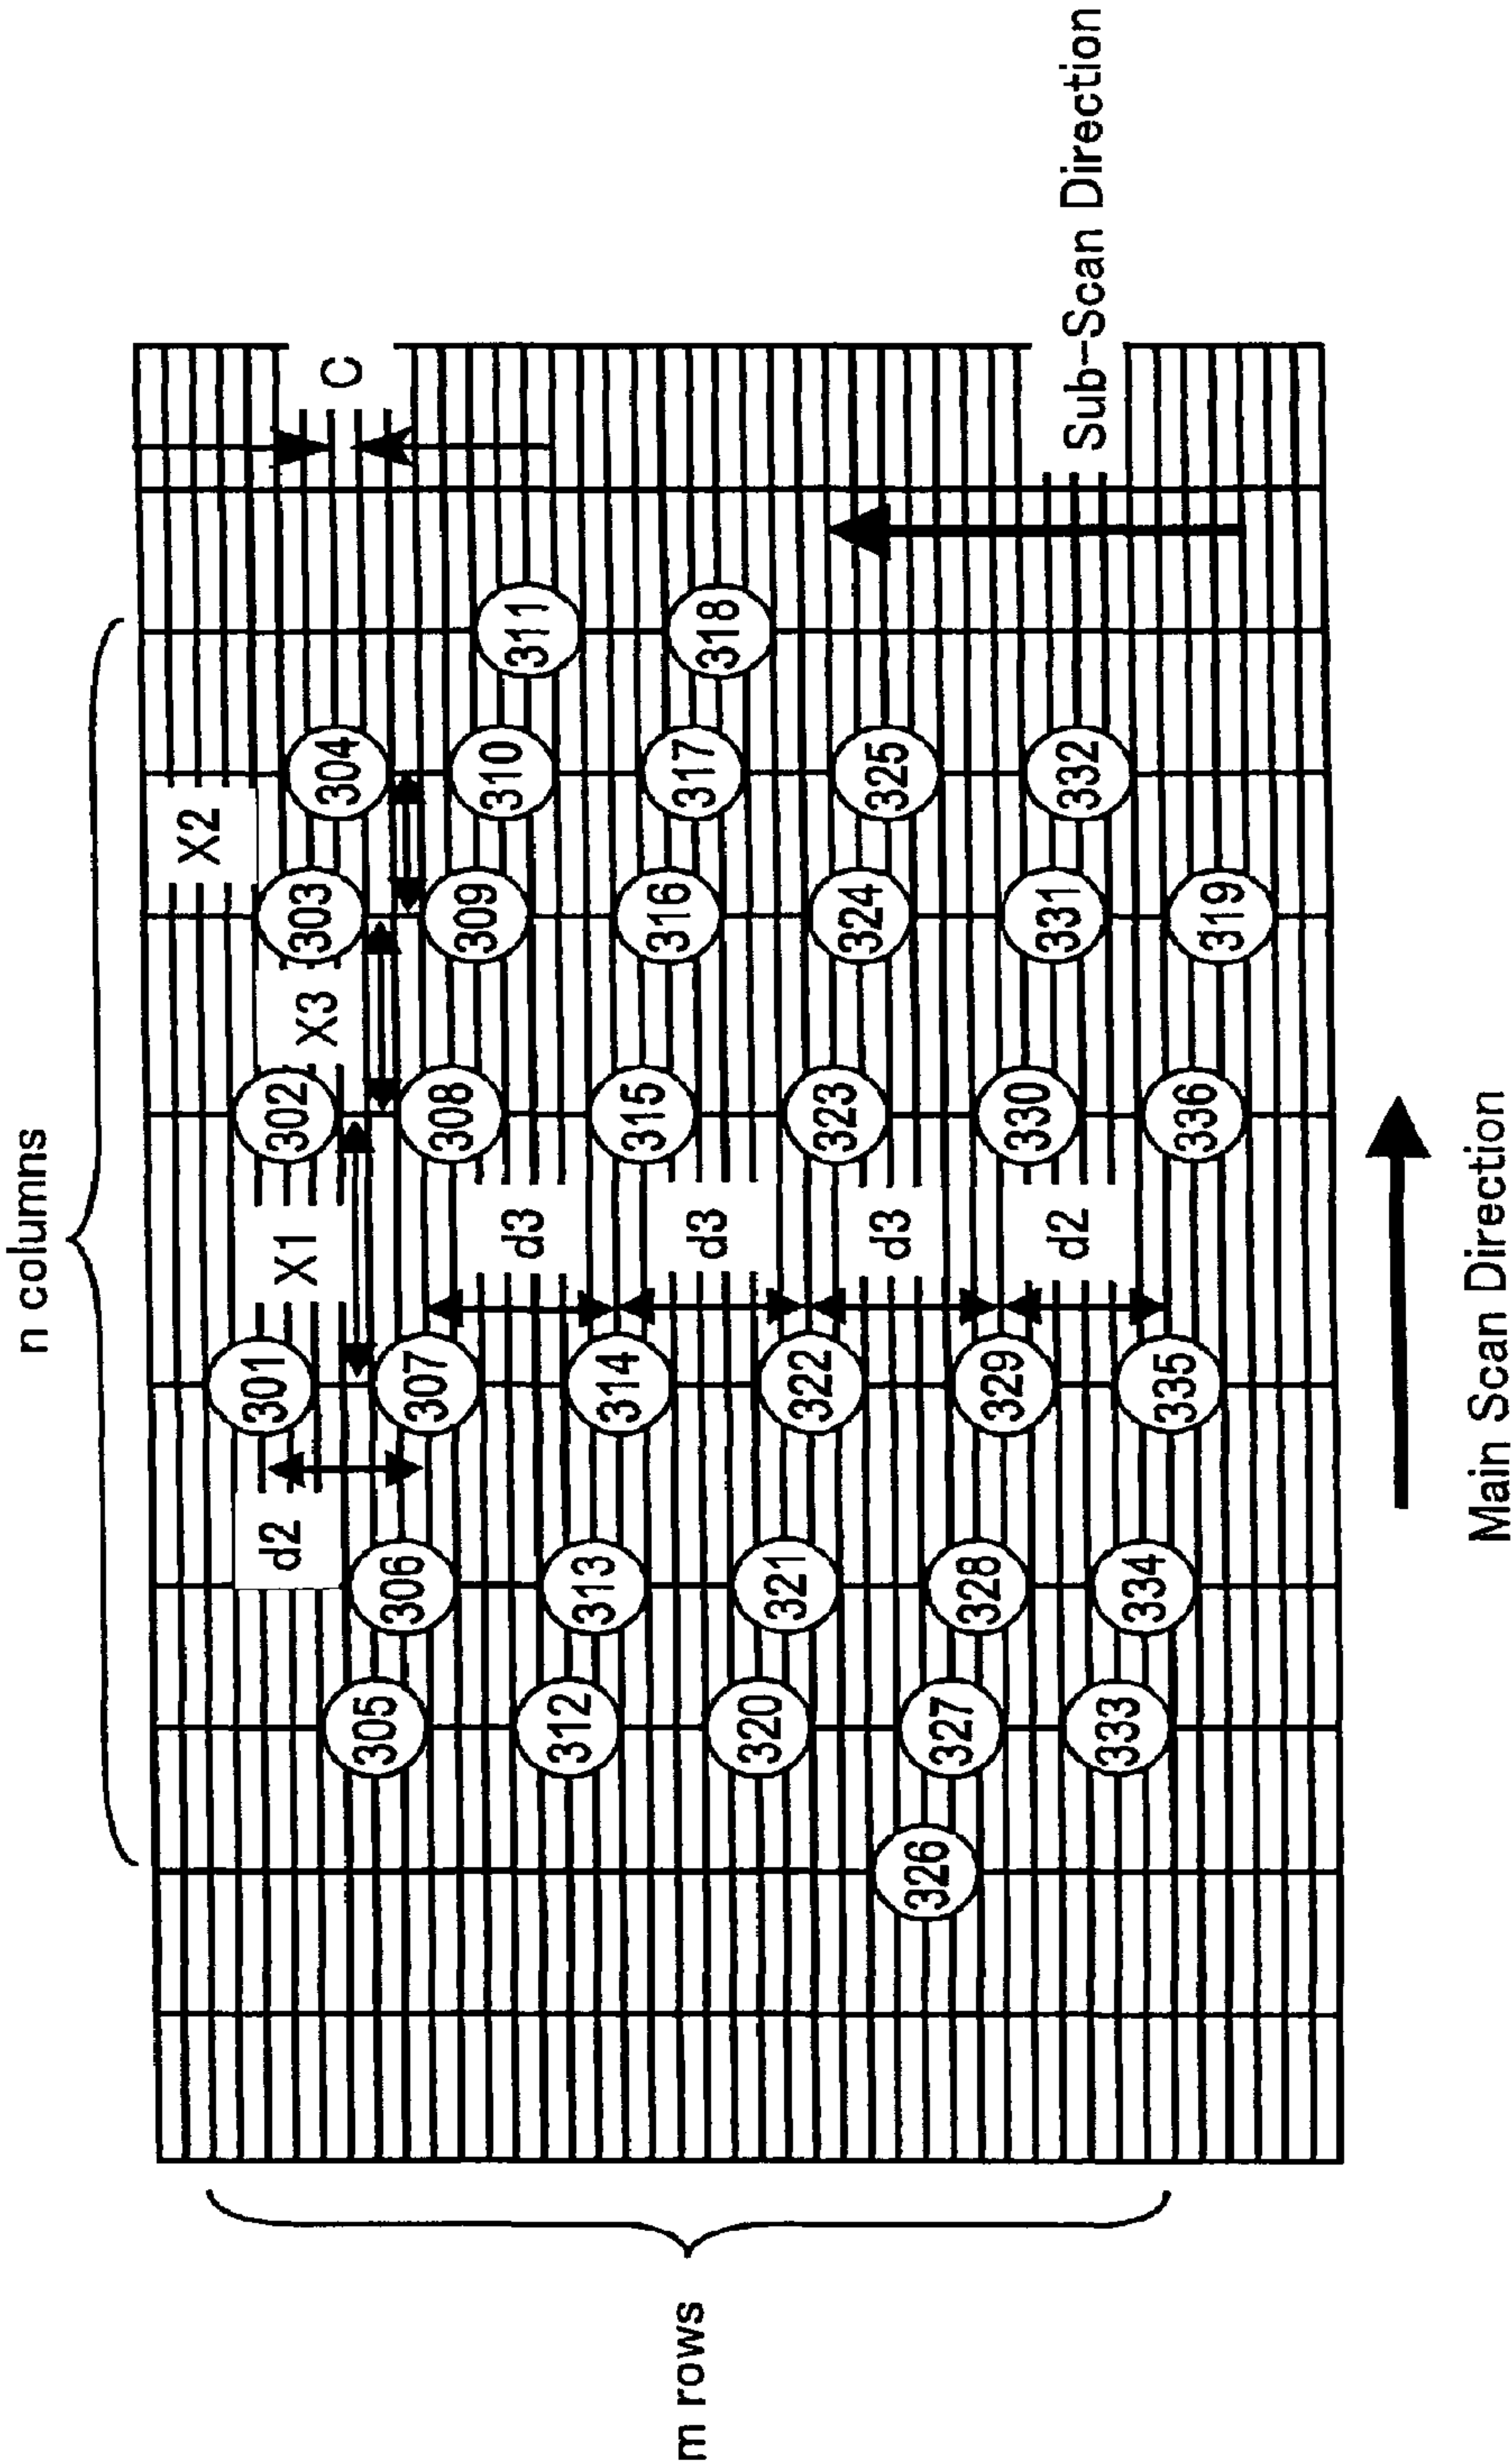 n columns
X2
d2
301
X1
302
x3
303
304
C
305 306 307 308 309 310 311
d3
312 313 314 315 316 317 318
m rows
d3
320 321 322 323 324 325
d3
326 327 328 329 330 331 332
d2
Sub-Scan Direction
333 334 335 336 319
Main Scan Direction